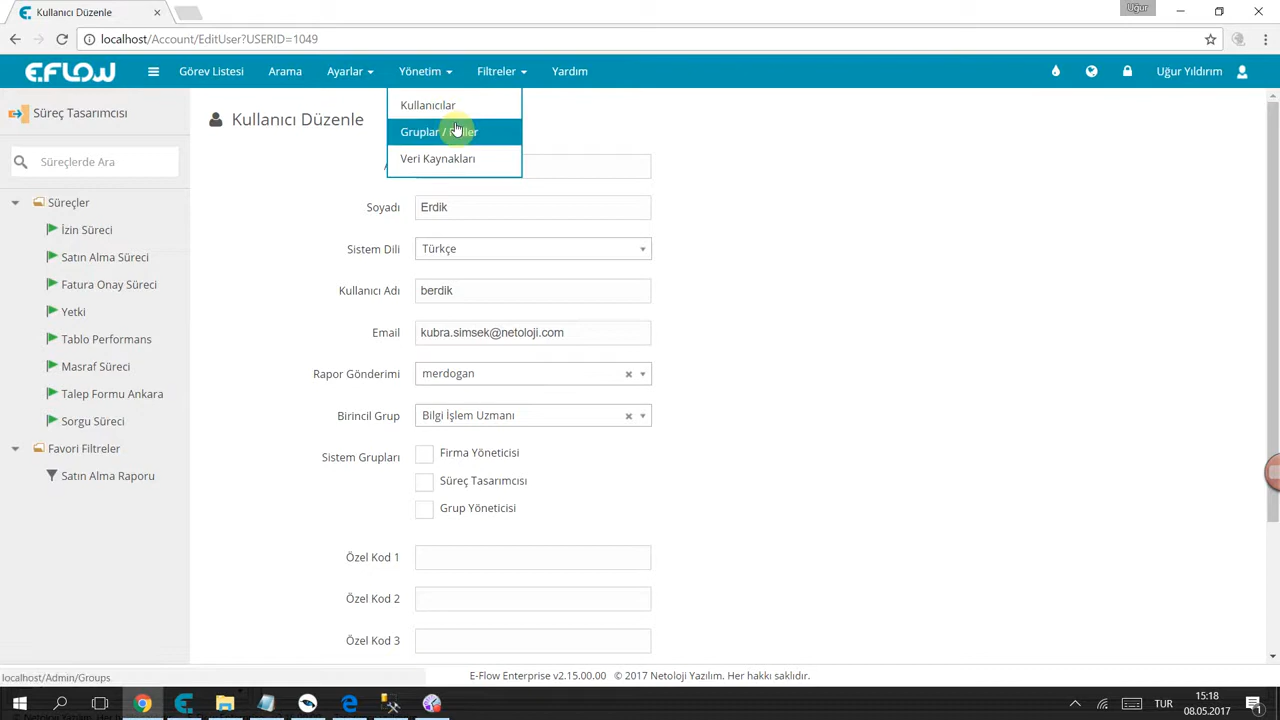 Kullanıcı Düzenle
Uğur
localhost/Account/EditUser?USERID=1049
E-FLOW
Görev Listesi
Arama
Ayarlar
Yönetim
Filtreler
Yardım
Uğur Yıldırım
Kullanıcılar
Gruplar /
Veri Kaynakları
Süreç Tasarımcısı
Süreçlerde Ara
Süreçler
İzin Süreci
Satın Alma Süreci
Fatura Onay Süreci
Yetki
Tablo Performans
Masraf Süreci
Talep Formu Ankara
Sorgu Süreci
Favori Filtreler
Satın Alma Raporu
Kullanıcı Düzenle
Soyadı Erdik
Sistem Dili Türkçe
Kullanıcı Adı berdik
Email kubra.simsek@netoloji.com
Rapor Gönderimi merdogan
Birincil Grup Bilgi İşlem Uzmanı
Sistem Grupları Firma Yöneticisi
Süreç Tasarımcısı
Grup Yöneticisi
Özel Kod 1
Özel Kod 2
Özel Kod 3
localhost/Admin/Groups
E-Flow Enterprise v2.15.00.00 © 2017 Netoloji Yazılım. Her hakkı saklıdır.
TUR
15:18
08.05.2017